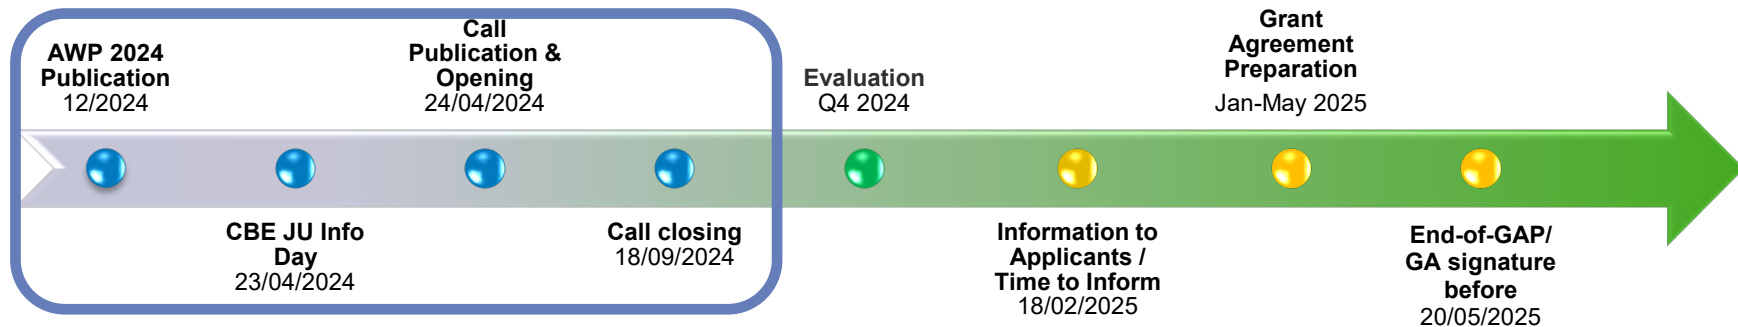 AWP 2024
Publication
12/2024
CBE JU Info
Day
23/04/2024
Call
Publication &
Opening
24/04/2024
Call closing
18/09/2024
Evaluation
Q4 2024
Information to
Applicants /
Time to Inform
18/02/2025
Grant
Agreement
Preparation
Jan-May 2025
End-of-GAP/
GA signature
before
20/05/2025